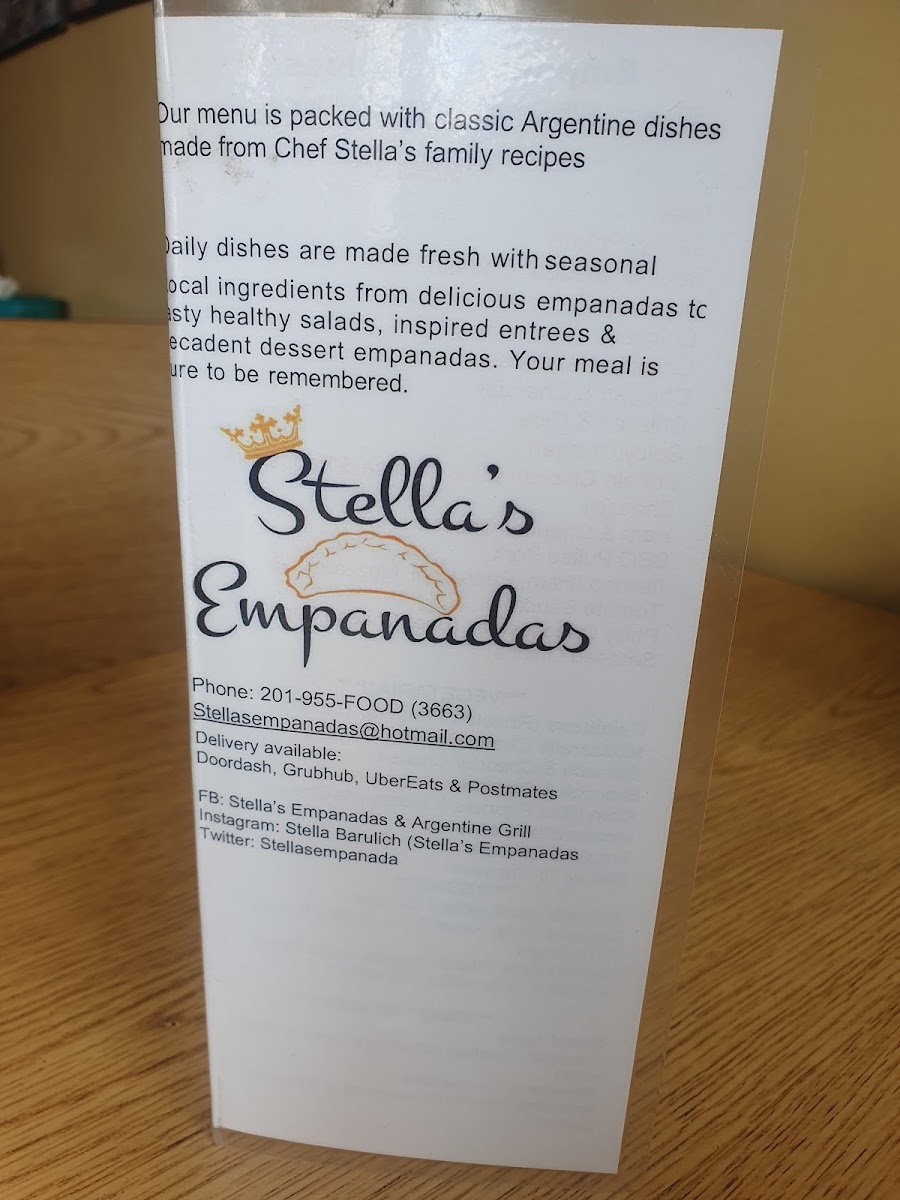 Our menu is packed with classic Argentine dishes
made from Chef Stella's family recipes
Daily dishes are made fresh with seasonal
local ingredients from delicious empanadas to
asty healthy salads, inspired entrees &
ecadent dessert empanadas. Your meal is
ure to be remembered.
Stella's
Empanadas
Phone: 201-955-FOOD (3663)
Stellasempanadas@hotmail.com
Delivery available:
Doordash, Grubhub, UberEats & Postmates
FB: Stella's Empanadas & Argentine Grill
Instagram: Stella Barulich (Stella's Empanadas
Twitter: Stellasempanada